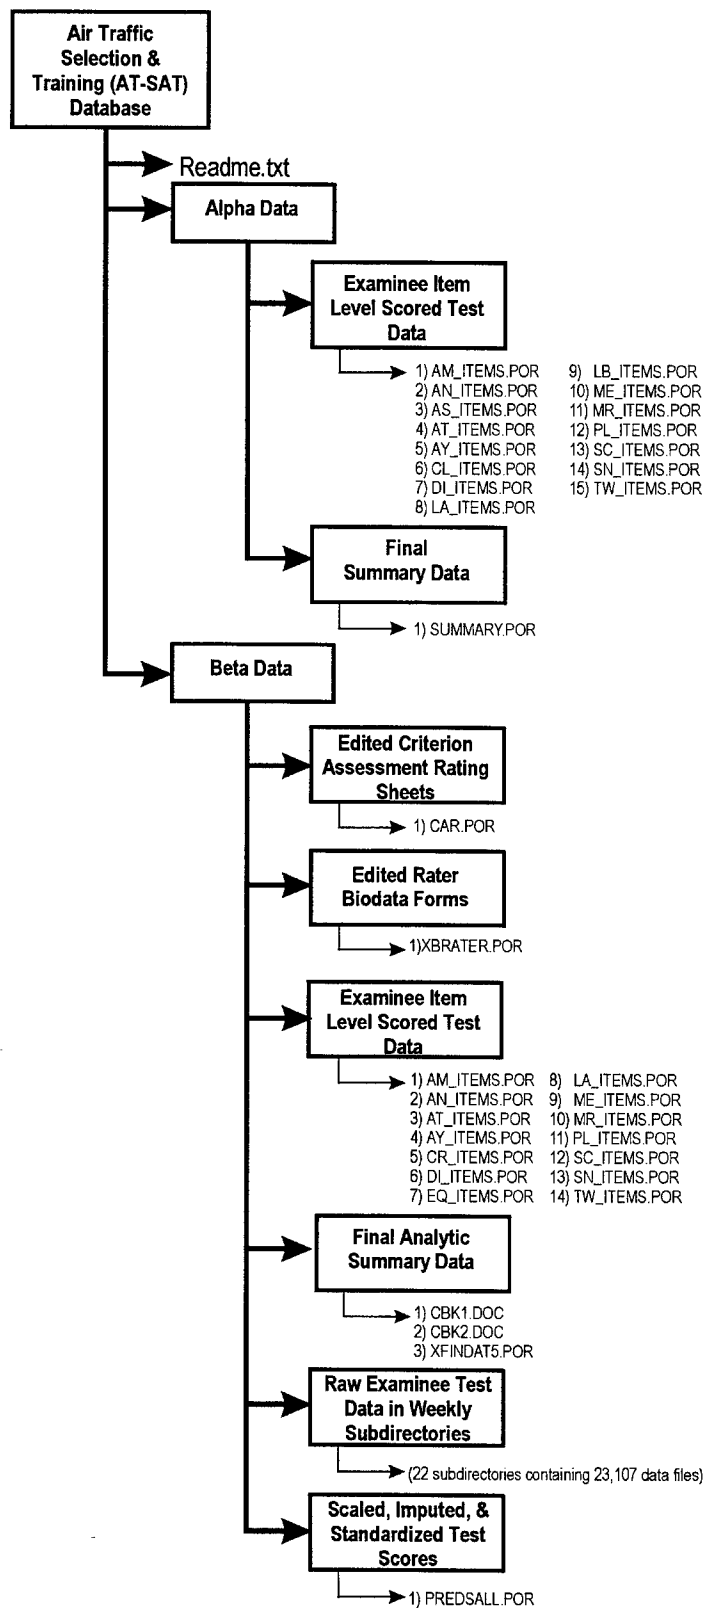 Air Traffic
Selection &
Training (AT-SAT)
Database
Readme.txt
Alpha Data
Examinee Item
Level Scored Test
Data
1) AM_ITEMS.POR
2) AN_ITEMS.POR
3) AS_ITEMS.POR
4) AT_ITEMS.POR
5) AY_ITEMS.POR
6) CL_ITEMS.POR
7) DI_ITEMS.POR
8) LA_ITEMS.POR
9) LB_ITEMS.POR
10) ME_ITEMS.POR
11) MR_ITEMS.POR
12) PL_ITEMS.POR
13) SC_ITEMS.POR
14) SN_ITEMS.POR
15) TW_ITEMS.POR
Final
Summary Data
1) SUMMARY.POR
Beta Data
Edited Criterion
Assessment Rating
Sheets
1) CAR.POR
Edited Rater
Biodata Forms
1)XBRATER.POR
Examinee Item
Level Scored Test
Data
1) AM_ITEMS.POR
2) AN_ITEMS.POR
3) AT_ITEMS.POR
4) AY_ITEMS.POR
5) CR_ITEMS.POR
6) DI_ITEMS.POR
7) EQ_ITEMS.POR
8) LA_ITEMS.POR
9) ME_ITEMS.POR
10) MR_ITEMS.POR
11) PL_ITEMS.POR
12) SC_ITEMS.POR
13) SN_ITEMS.POR
14) TW_ITEMS.POR
Final Analytic
Summary Data
1) CBK1.DOC
2) CBK2.DOC
3) XFINDAT5.POR
Raw Examinee Test
Data in Weekly
Subdirectories
(22 subdirectories containing 23,107 data files)
Scaled, Imputed, &
Standardized Test
Scores
1) PREDSALL.POR